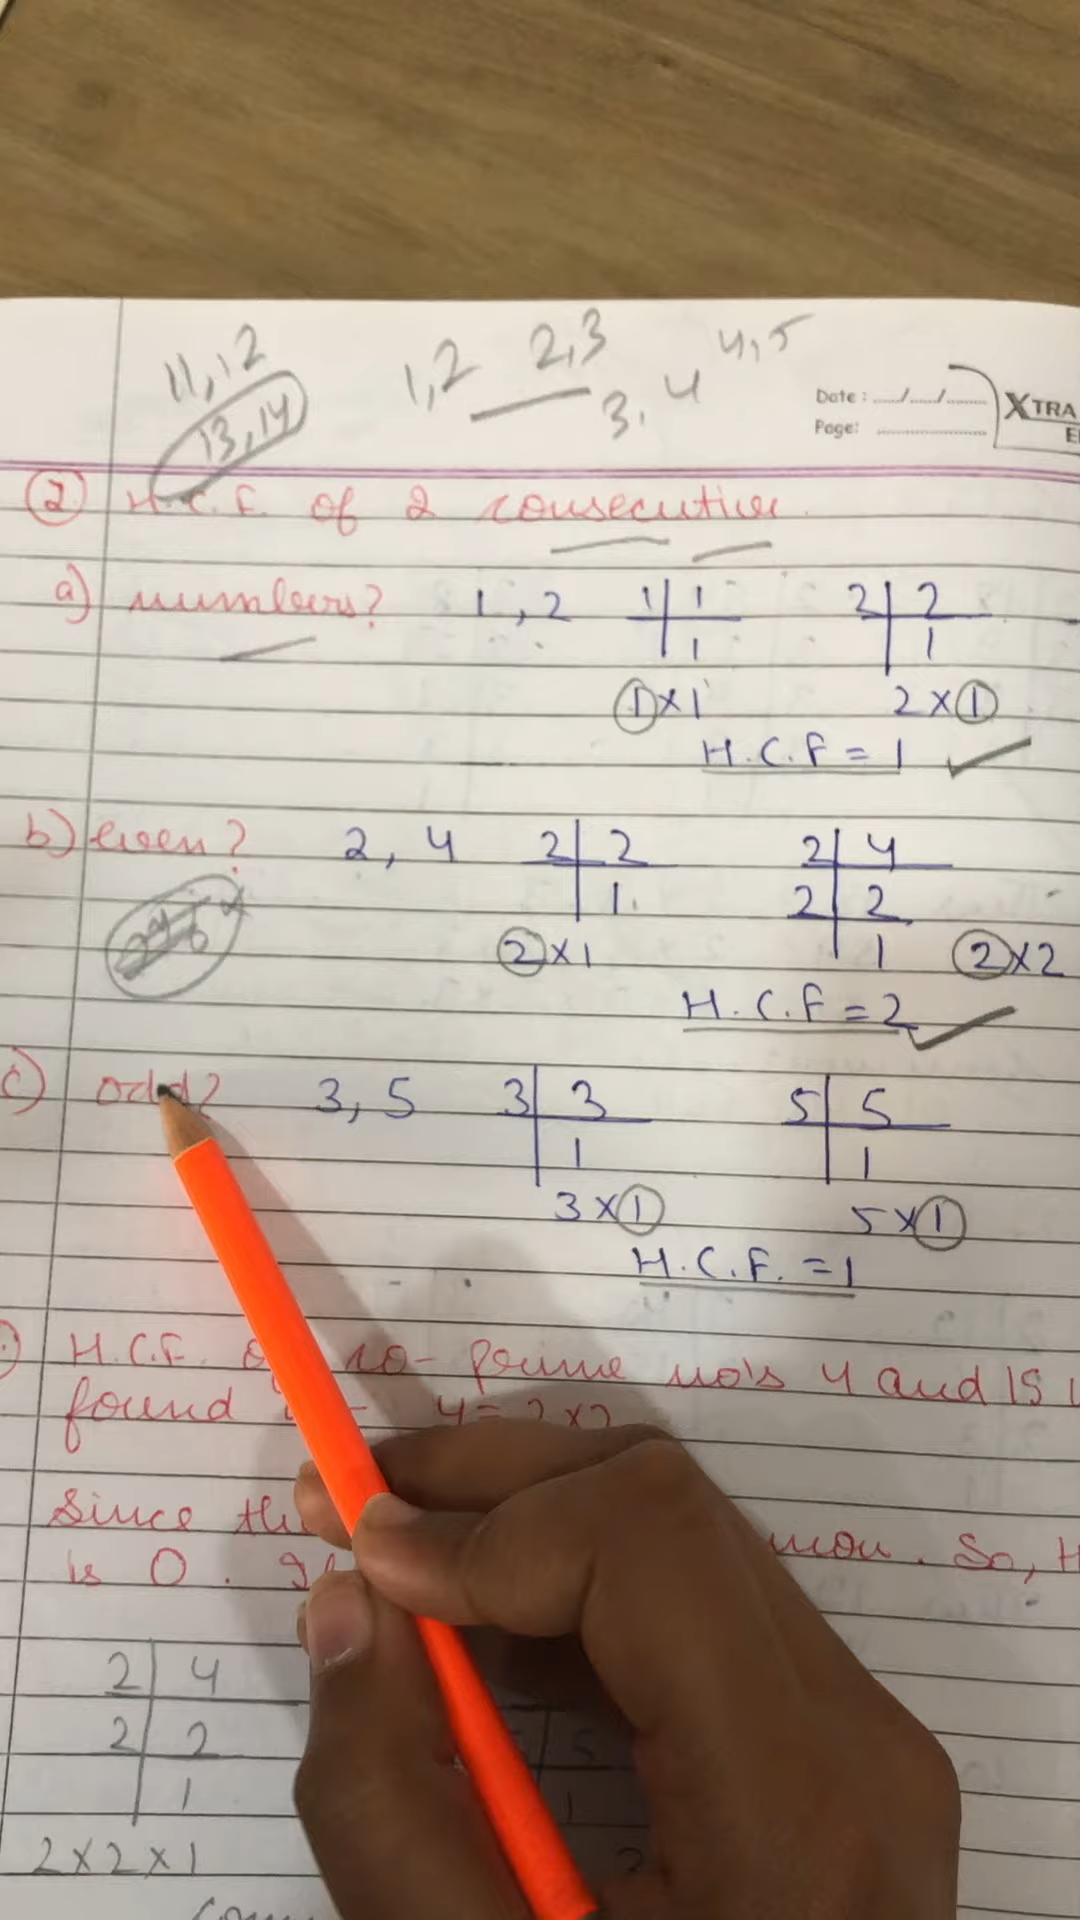 11,12 1,2 2,3 3,4 4,5
13,14
Date : ..../..../........
Page: ....................
XTRA
2. H.C.F. of 2 consecutive
a) numbers? 1, 2 1 | 1 2 | 2
1 1
1 × 1 2 × 1
H.C.F = 1 ✓
b) even? 2, 4 2 | 2 2 | 4
1 2 | 2
2 × 1 1 2 × 2
H.C.F = 2 ✓
c) odd? 3, 5 3 | 3 5 | 5
1 1
3 × 1 5 × 1
H.C.F. = 1
H.C.F. co-prime no's 4 and 15
found 4 = 2×2
Since So, H
is 0.
2 | 4
2 | 2
1
2 × 2 × 1